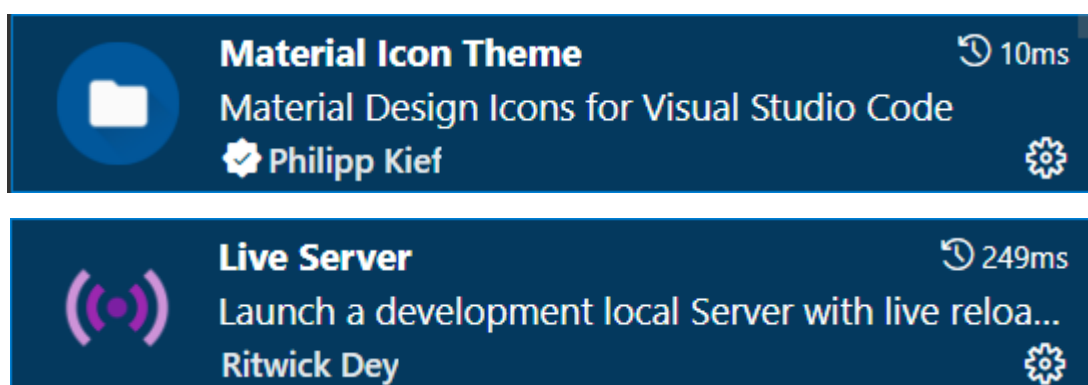 Material Icon Theme 10ms
Material Design Icons for Visual Studio Code
Philipp Kief
Live Server 249ms
Launch a development local Server with live reloa...
Ritwick Dey